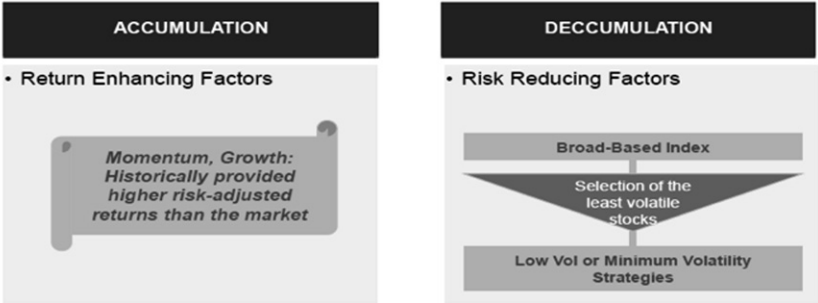 ACCUMULATION
• Return Enhancing Factors
Momentum, Growth:
Historically provided
higher risk-adjusted
returns than the market
DECCUMULATION
• Risk Reducing Factors
Broad-Based Index
Selection of the
least volatile
stocks
Low Vol or Minimum Volatility
Strategies